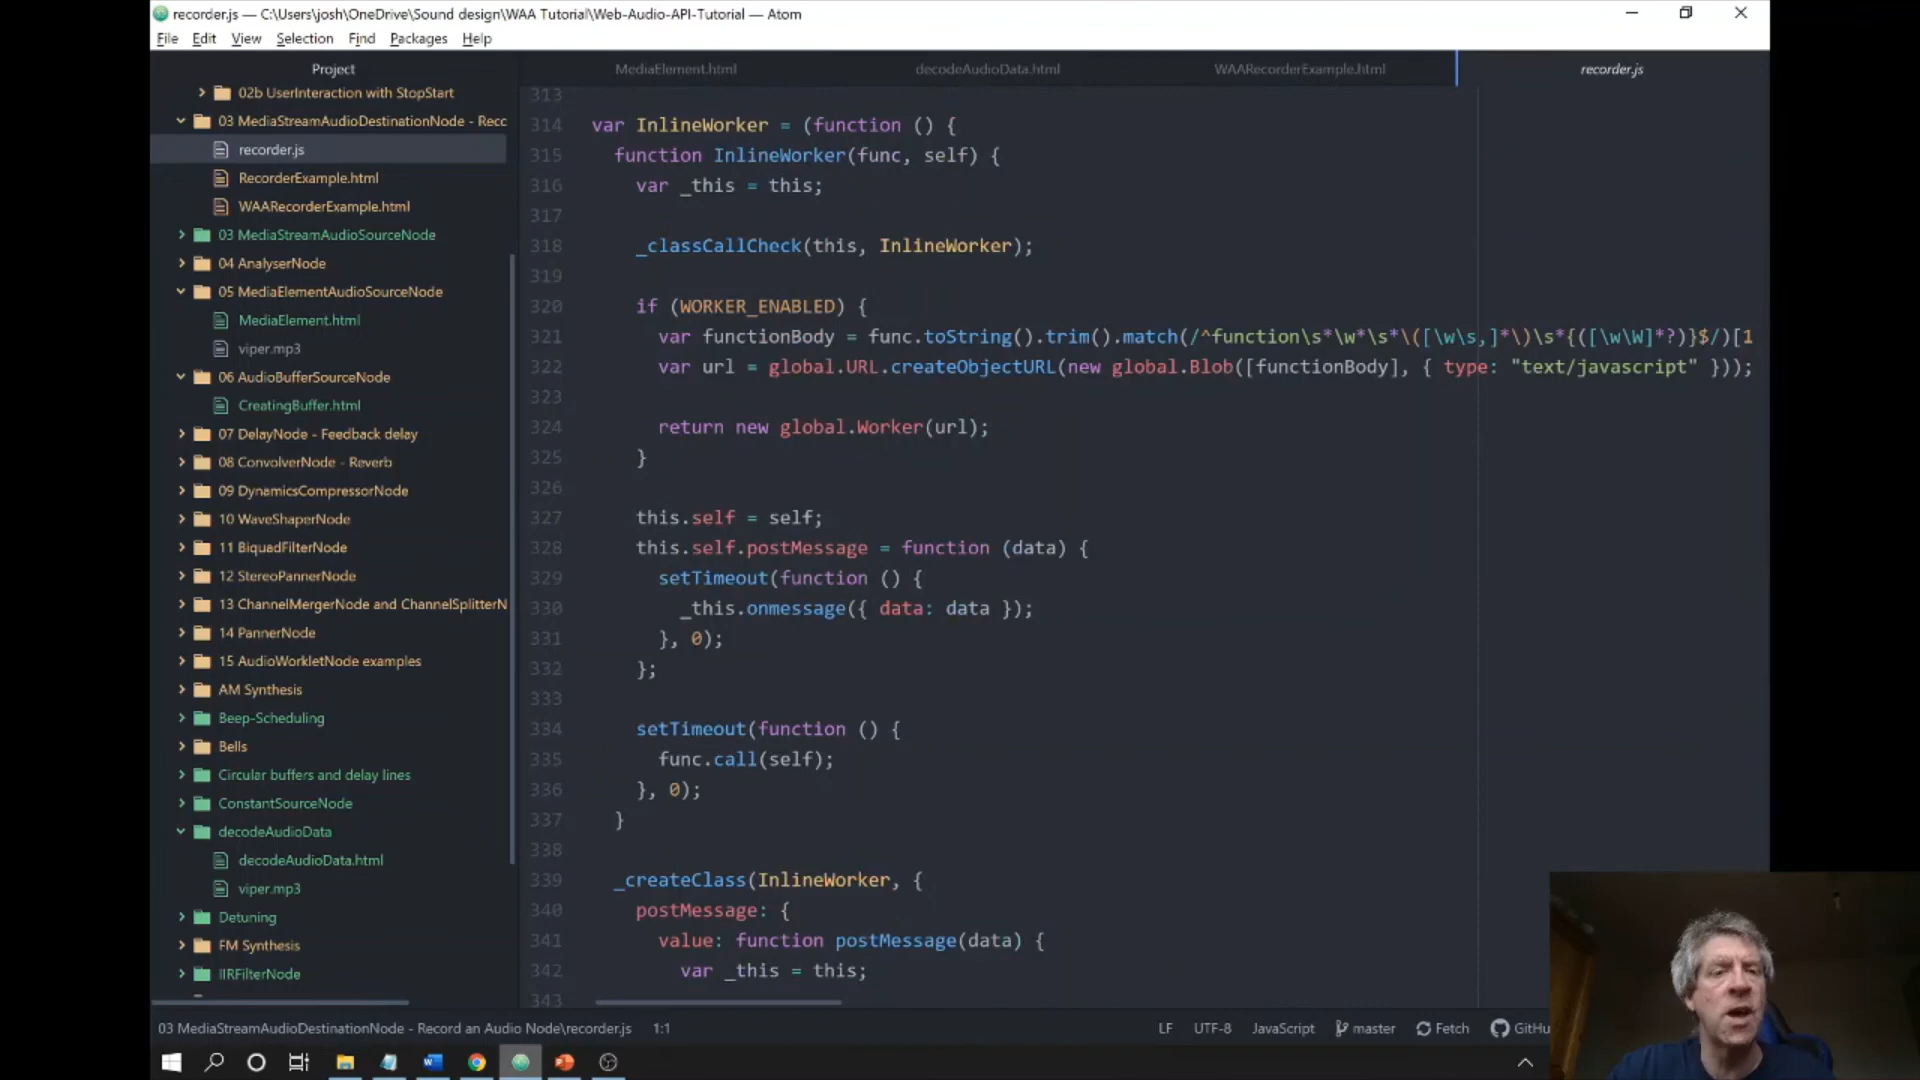 recorder.js — C:\Users\josh\OneDrive\Sound design\WAA Tutorial\Web-Audio-API-Tutorial — Atom
File Edit View Selection Find Packages Help
Project
MediaElement.html decodeAudioData.html WAARecorderExample.html recorder.js
02b UserInteraction with StopStart
03 MediaStreamAudioDestinationNode - Recc
recorder.js
RecorderExample.html
WAARecorderExample.html
03 MediaStreamAudioSourceNode
04 AnalyserNode
05 MediaElementAudioSourceNode
MediaElement.html
viper.mp3
06 AudioBufferSourceNode
CreatingBuffer.html
07 DelayNode - Feedback delay
08 ConvolverNode - Reverb
09 DynamicsCompressorNode
10 WaveShaperNode
11 BiquadFilterNode
12 StereoPannerNode
13 ChannelMergerNode and ChannelSplitterN
14 PannerNode
15 AudioWorkletNode examples
AM Synthesis
Beep-Scheduling
Bells
Circular buffers and delay lines
ConstantSourceNode
decodeAudioData
decodeAudioData.html
viper.mp3
Detuning
FM Synthesis
IIRFilterNode
313
314 var InlineWorker = (function () {
315 function InlineWorker(func, self) {
316 var _this = this;
317
318 _classCallCheck(this, InlineWorker);
319
320 if (WORKER_ENABLED) {
321 var functionBody = func.toString().trim().match(/^function\s*\w*\s*\([\w\s,]*\)\s*{([\w\W]*?)}$/)[1
322 var url = global.URL.createObjectURL(new global.Blob([functionBody], { type: "text/javascript" }));
323
324 return new global.Worker(url);
325 }
326
327 this.self = self;
328 this.self.postMessage = function (data) {
329 setTimeout(function () {
330 _this.onmessage({ data: data });
331 }, 0);
332 };
333
334 setTimeout(function () {
335 func.call(self);
336 }, 0);
337 }
338
339 _createClass(InlineWorker, {
340 postMessage: {
341 value: function postMessage(data) {
342 var _this = this;
343
03 MediaStreamAudioDestinationNode - Record an Audio Node\recorder.js 1:1 LF UTF-8 JavaScript master Fetch GitHu